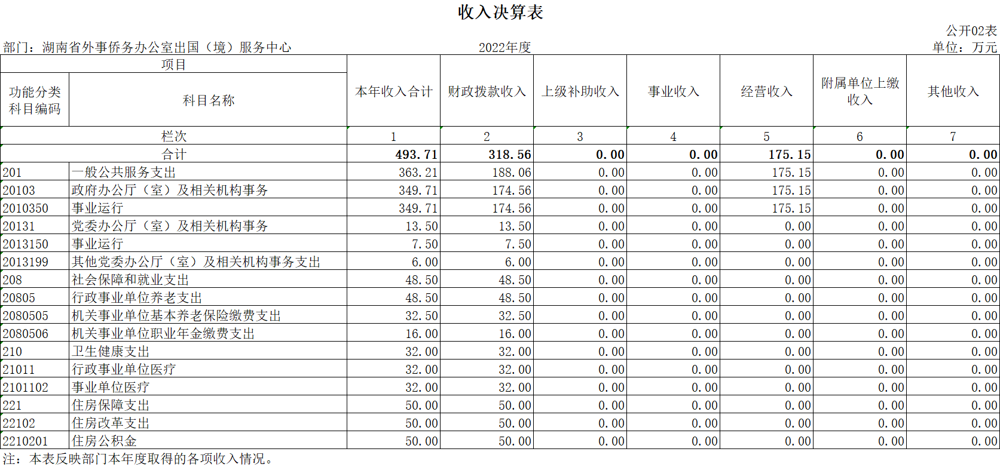 收入决算表
公开02表
部门：湖南省外事侨务办公室出国（境）服务中心 2022年度 单位：万元
项目 本年收入合计 财政拨款收入 上级补助收入 事业收入 经营收入 附属单位上缴收入 其他收入
功能分类科目编码 科目名称
栏次 1 2 3 4 5 6 7
合计 493.71 318.56 0.00 0.00 175.15 0.00 0.00
201 一般公共服务支出 363.21 188.06 0.00 0.00 175.15 0.00 0.00
20103 政府办公厅（室）及相关机构事务 349.71 174.56 0.00 0.00 175.15 0.00 0.00
2010350 事业运行 349.71 174.56 0.00 0.00 175.15 0.00 0.00
20131 党委办公厅（室）及相关机构事务 13.50 13.50 0.00 0.00 0.00 0.00 0.00
2013150 事业运行 7.50 7.50 0.00 0.00 0.00 0.00 0.00
2013199 其他党委办公厅（室）及相关机构事务支出 6.00 6.00 0.00 0.00 0.00 0.00 0.00
208 社会保障和就业支出 48.50 48.50 0.00 0.00 0.00 0.00 0.00
20805 行政事业单位养老支出 48.50 48.50 0.00 0.00 0.00 0.00 0.00
2080505 机关事业单位基本养老保险缴费支出 32.50 32.50 0.00 0.00 0.00 0.00 0.00
2080506 机关事业单位职业年金缴费支出 16.00 16.00 0.00 0.00 0.00 0.00 0.00
210 卫生健康支出 32.00 32.00 0.00 0.00 0.00 0.00 0.00
21011 行政事业单位医疗 32.00 32.00 0.00 0.00 0.00 0.00 0.00
2101102 事业单位医疗 32.00 32.00 0.00 0.00 0.00 0.00 0.00
221 住房保障支出 50.00 50.00 0.00 0.00 0.00 0.00 0.00
22102 住房改革支出 50.00 50.00 0.00 0.00 0.00 0.00 0.00
2210201 住房公积金 50.00 50.00 0.00 0.00 0.00 0.00 0.00
注：本表反映部门本年度取得的各项收入情况。